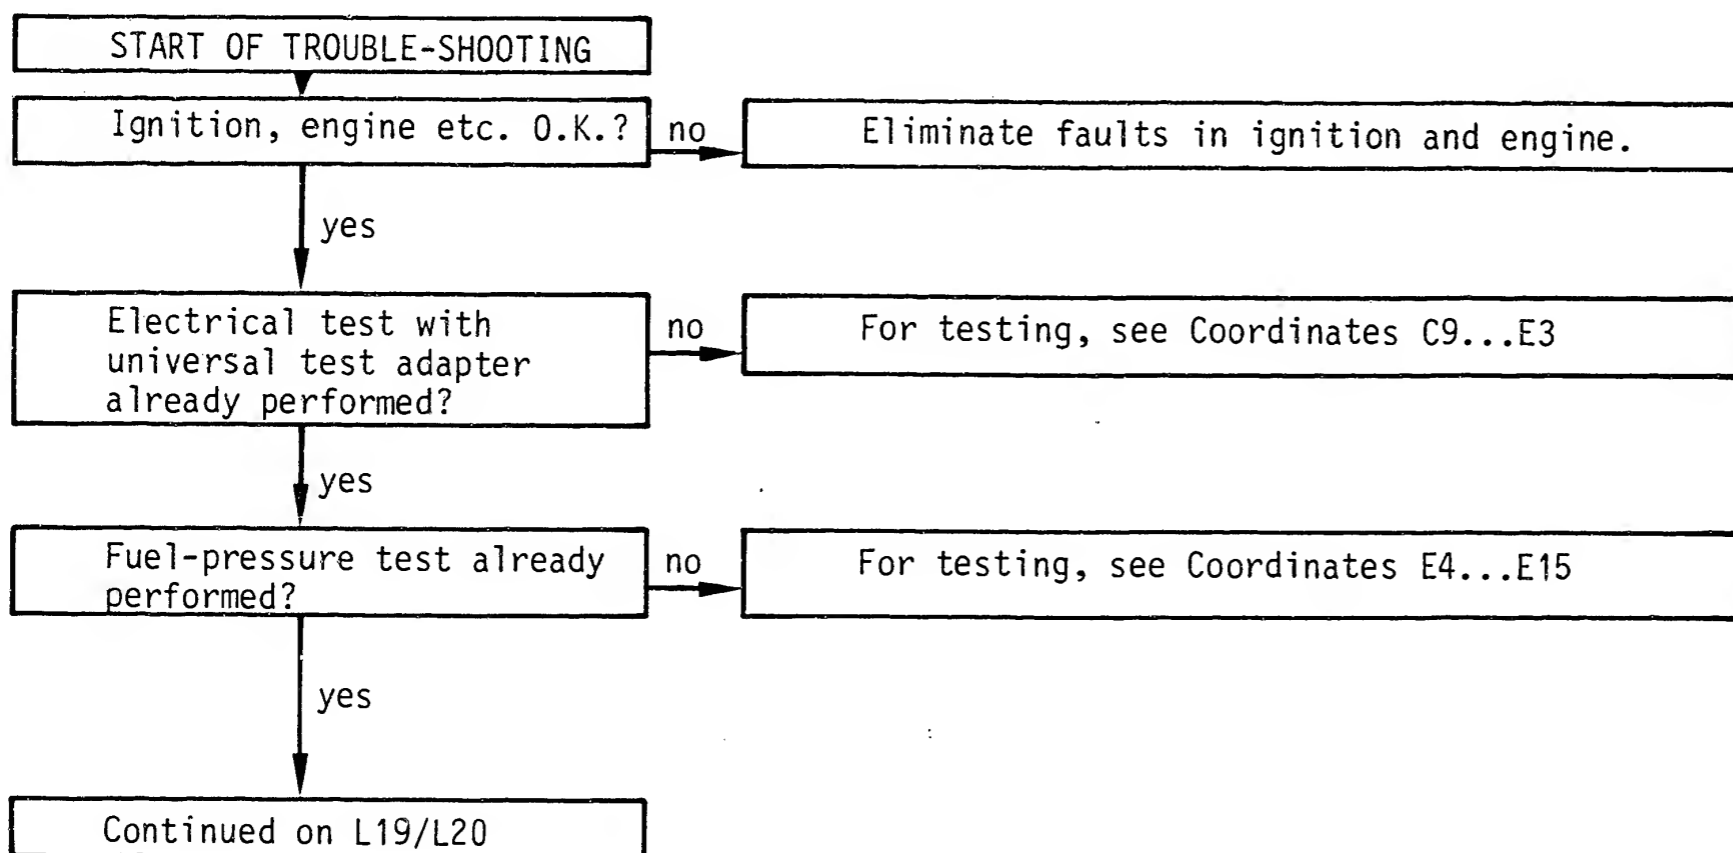 START OF TROUBLE-SHOOTING
Ignition, engine etc. O.K.?
no
Eliminate faults in ignition and engine.
yes
Electrical test with
universal test adapter
already performed?
no
For testing, see Coordinates C9...E3
yes
Fuel-pressure test already
performed?
no
For testing, see Coordinates E4...E15
yes
Continued on L19/L20